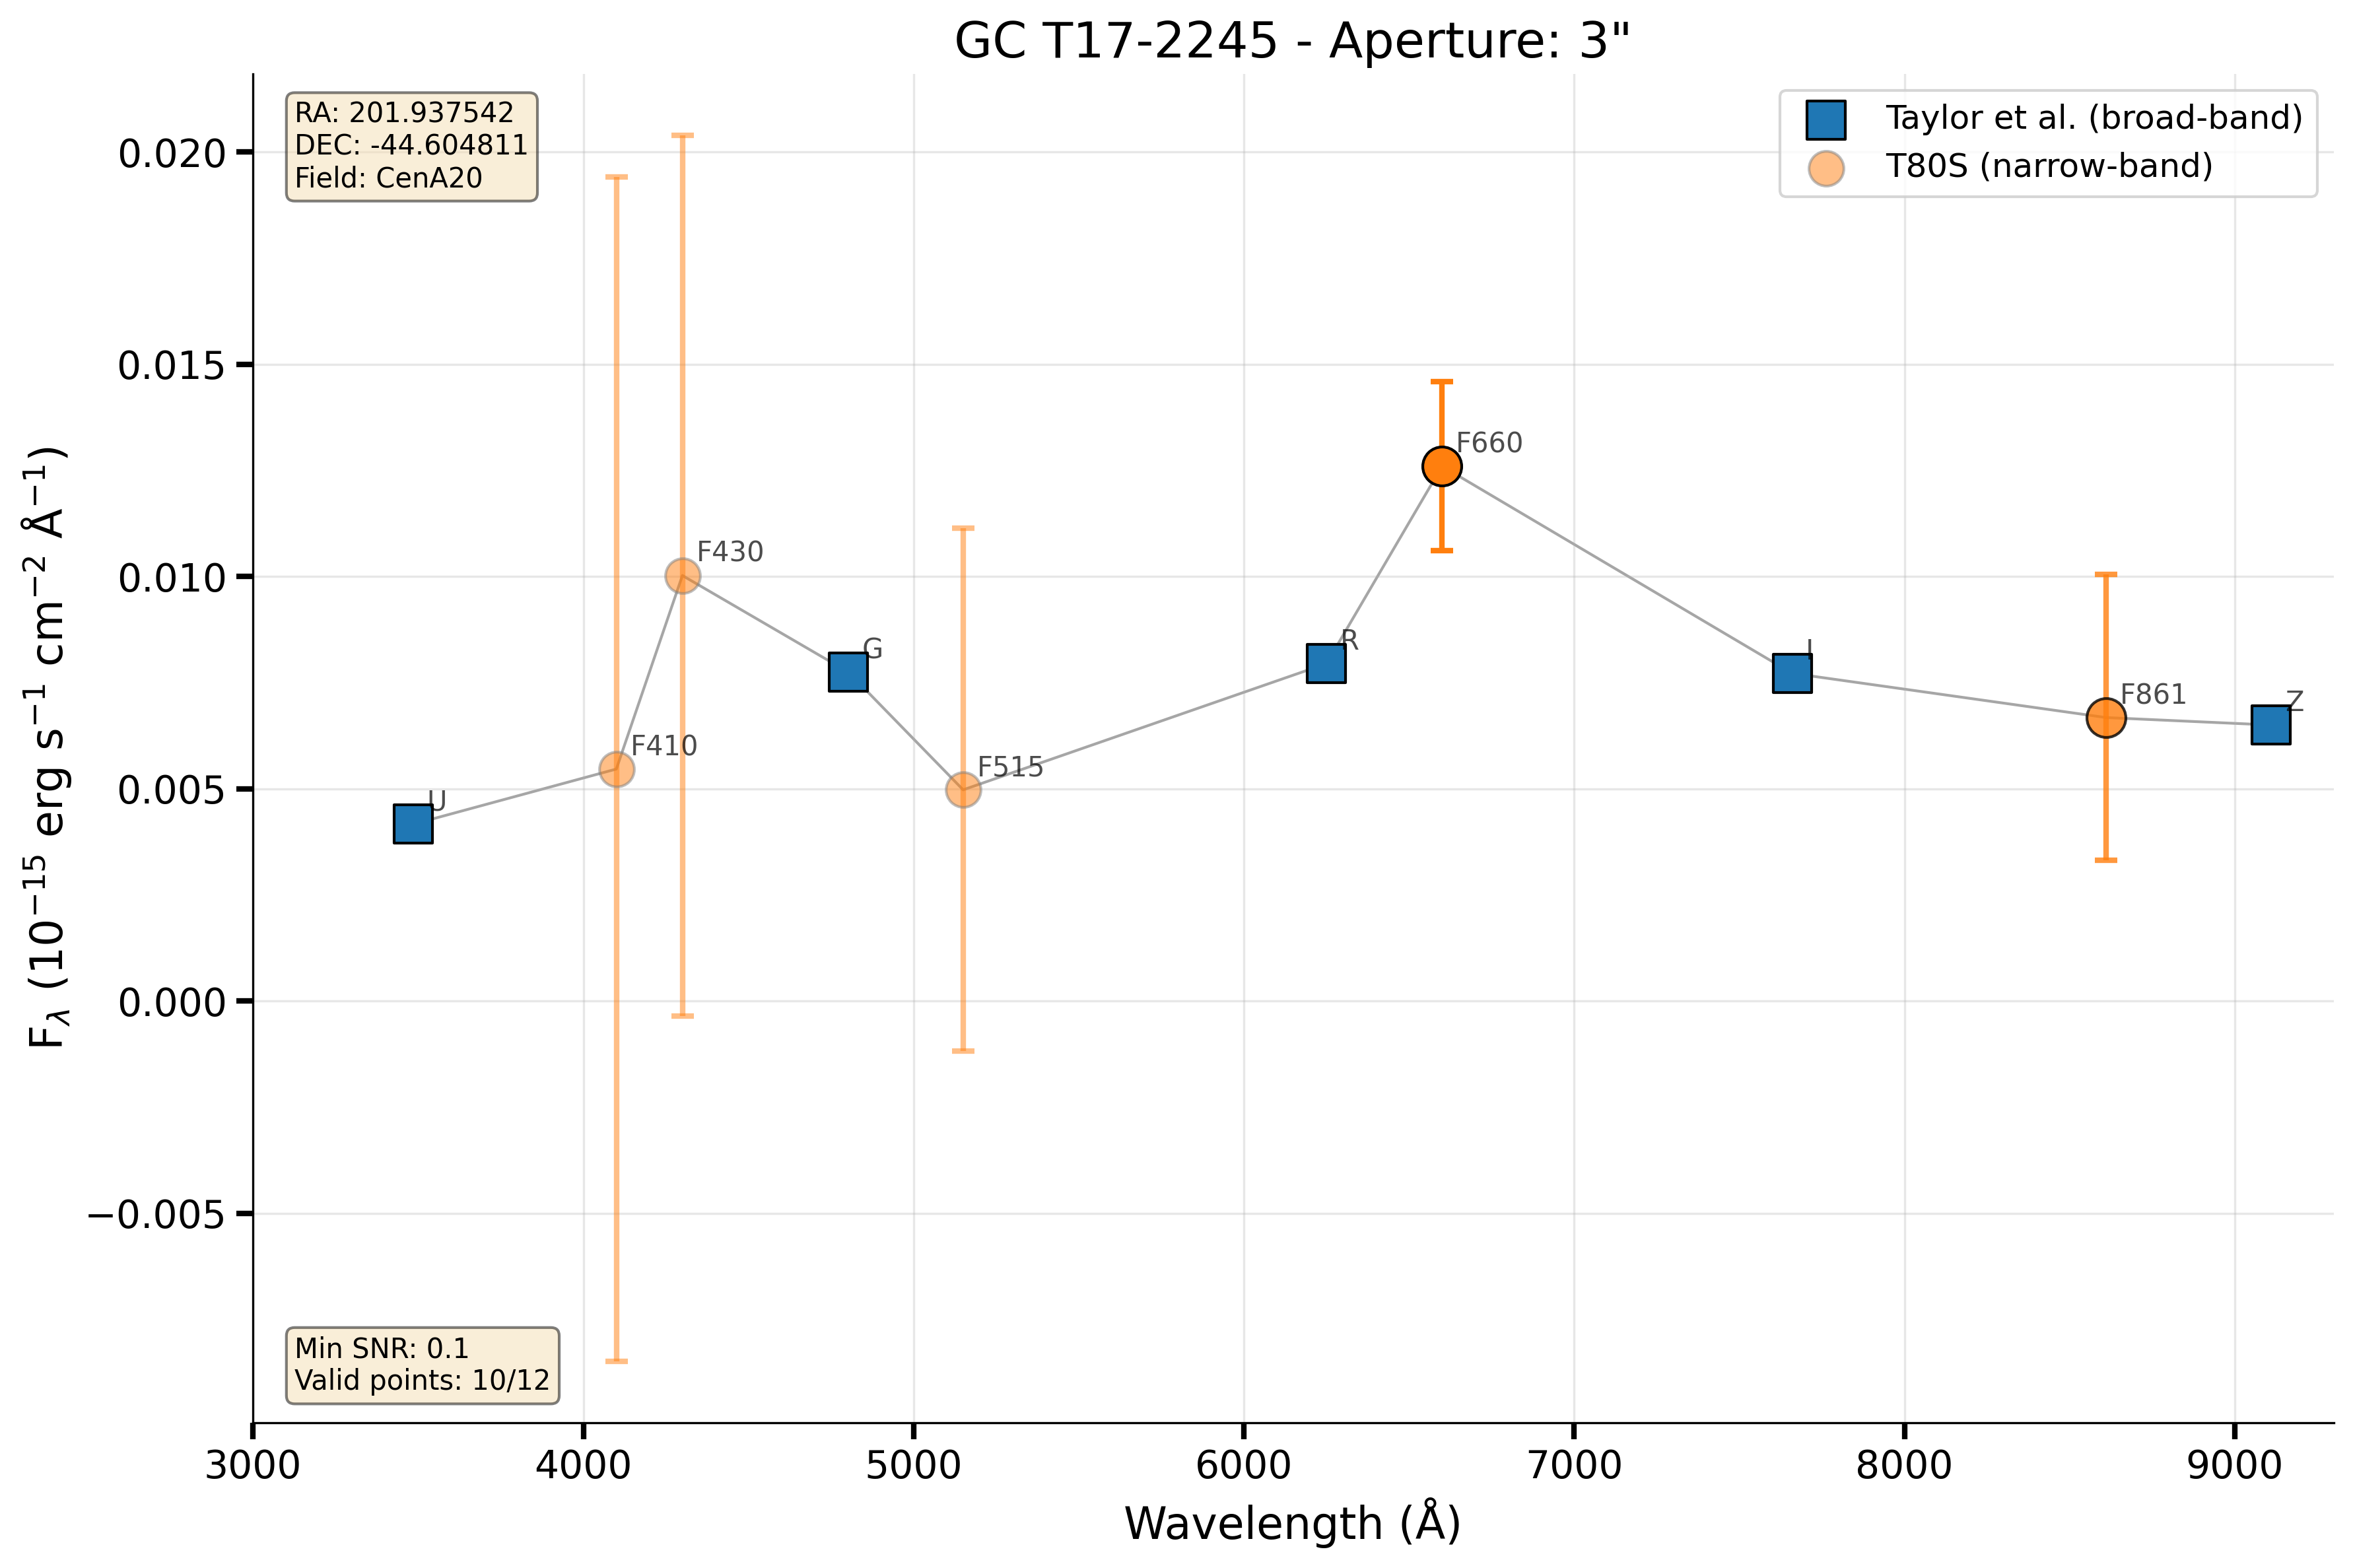 GC T17-2245 - Aperture: 3"
RA: 201.937542
DEC: -44.604811
Field: CenA20
Taylor et al. (broad-band)
T80S (narrow-band)
0.020
0.015
0.010
0.005
0.000
−0.005
F_λ (10⁻¹⁵ erg s⁻¹ cm⁻² Å⁻¹)
U
F410
F430
G
F515
R
F660
I
F861
Z
Min SNR: 0.1
Valid points: 10/12
3000 4000 5000 6000 7000 8000 9000
Wavelength (Å)